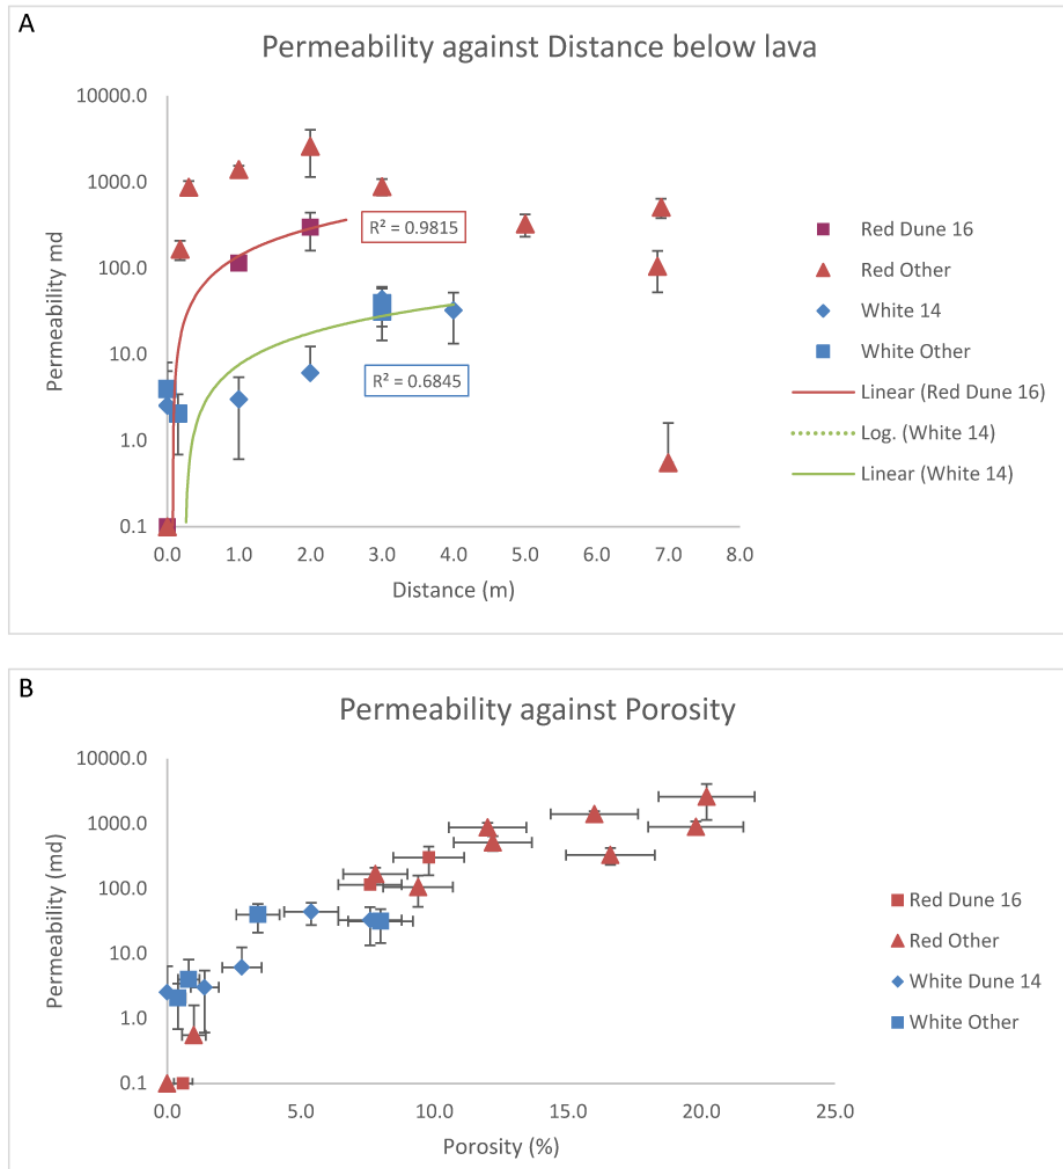 A
Permeability against Distance below lava
Permeability md
10000.0
1000.0
100.0
10.0
1.0
0.1
R² = 0.9815
R² = 0.6845
0.0 1.0 2.0 3.0 4.0 5.0 6.0 7.0 8.0
Distance (m)
Red Dune 16
Red Other
White 14
White Other
Linear (Red Dune 16)
Log. (White 14)
Linear (White 14)
B
Permeability against Porosity
Permeability (md)
10000.0
1000.0
100.0
10.0
1.0
0.1
0.0 5.0 10.0 15.0 20.0 25.0
Porosity (%)
Red Dune 16
Red Other
White Dune 14
White Other